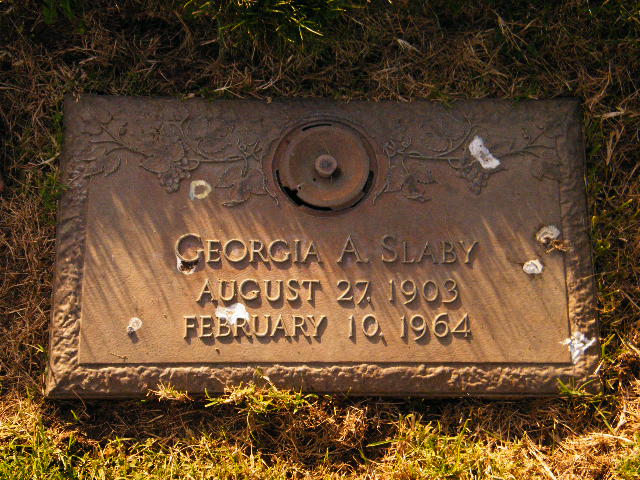 GEORGIA A. SLABY
AUGUST 27, 1903
FEBRUARY 10, 1964